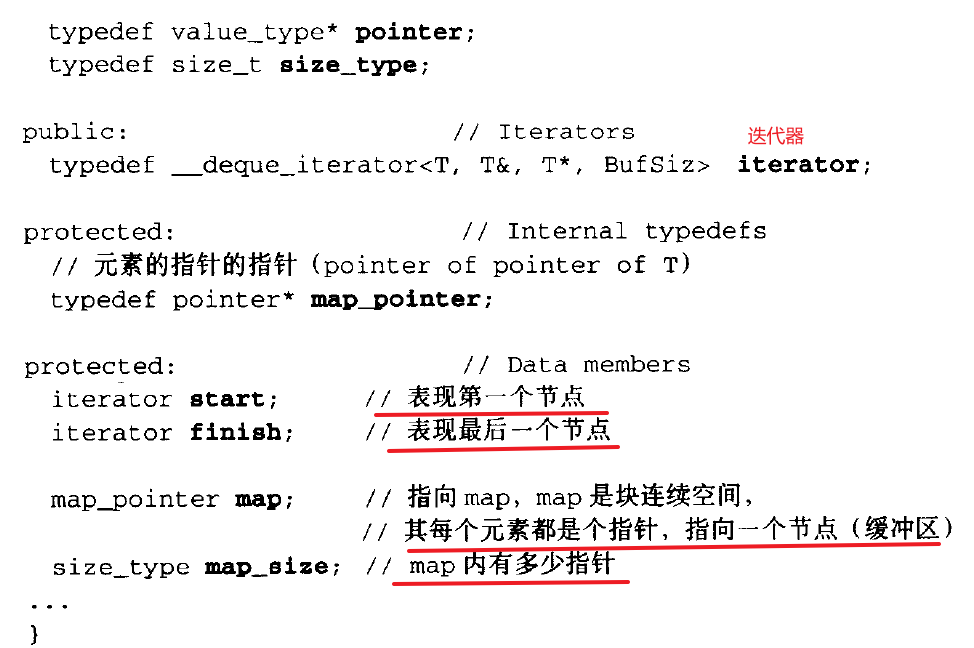 typedef value_type* pointer;
typedef size_t size_type;
public: // Iterators
迭代器
typedef __deque_iterator<T, T&, T*, BufSiz> iterator;
protected: // Internal typedefs
// 元素的指针的指针（pointer of pointer of T）
typedef pointer* map_pointer;
protected: // Data members
iterator start; // 表现第一个节点
iterator finish; // 表现最后一个节点
map_pointer map; // 指向 map，map 是块连续空间，
// 其每个元素都是个指针，指向一个节点（缓冲区）
size_type map_size; // map 内有多少指针
...
}